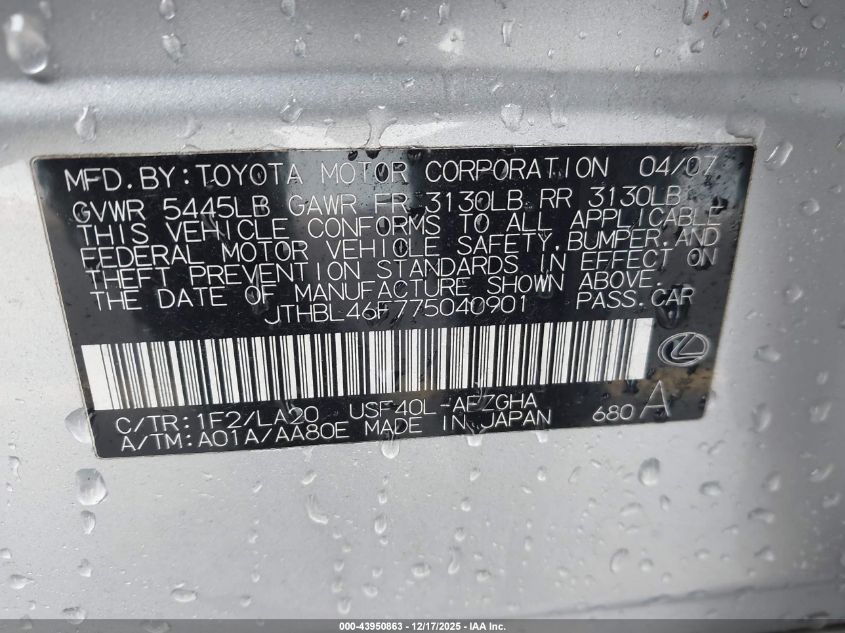 MFD.BY:TOYOTA MOTOR CORPORATION 04/07
GVWR 5445LB GAWR FR 3130LB RR 3130LB
THIS VEHICLE CONFORMS TO ALL APPLICABLE
FEDERAL MOTOR VEHICLE SAFETY,BUMPER,AND
THEFT PREVENTION STANDARDS IN EFFECT ON
THE DATE OF MANUFACTURE SHOWN ABOVE.
JTHBL46F775040901 PASS.CAR
C/TR:1F2/LA20 USF40L-AEZGHA
A/TM:A01A/AA80E MADE IN JAPAN 680 A
000-43950863 - 12/17/2025 - IAA Inc.